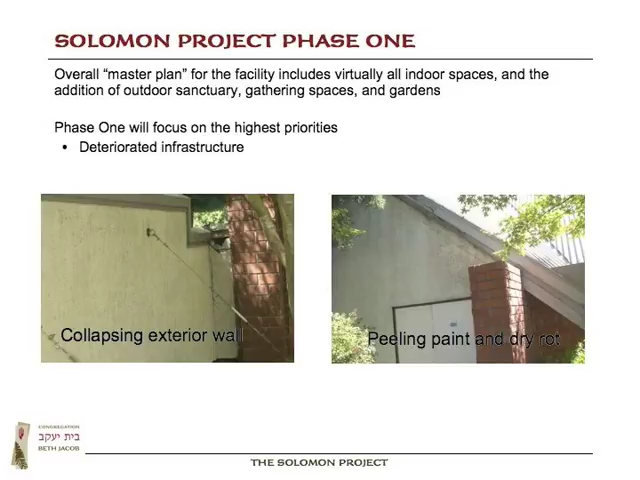 SOLOMON PROJECT PHASE ONE
Overall “master plan” for the facility includes virtually all indoor spaces, and the
addition of outdoor sanctuary, gathering spaces, and gardens
Phase One will focus on the highest priorities
• Deteriorated infrastructure
Collapsing exterior wall
Peeling paint and dry rot
CONGREGATION
בית יעקב
BETH JACOB
THE SOLOMON PROJECT